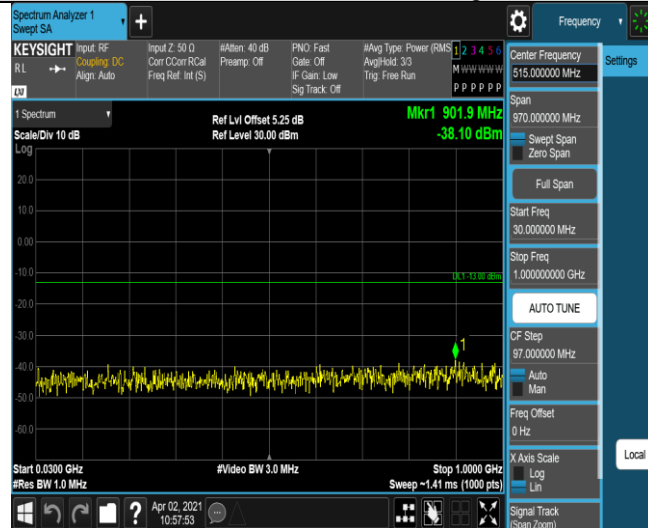 Spectrum Analyzer 1
Swept SA
+
Frequency
KEYSIGHT
RL
LXI
Input: RF
Coupling: DC
Align: Auto
Input Z: 50 Ω
Corr CCorr RCal
Freq Ref: Int (S)
#Atten: 40 dB
Preamp: Off
PNO: Fast
Gate: Off
IF Gain: Low
Sig Track: Off
#Avg Type: Power (RMS
Avg|Hold: 3/3
Trig: Free Run
1 2 3 4 5 6
M W W W W W
P P P P P P
1 Spectrum
Scale/Div 10 dB
Log
Ref Lvl Offset 5.25 dB
Ref Level 30.00 dBm
Mkr1 901.9 MHz
-38.10 dBm
20.0
10.0
0.00
-10.0
DL1 -13.00 dBm
-20.0
-30.0
1
-40.0
-50.0
-60.0
Start 0.0300 GHz
#Res BW 1.0 MHz
#Video BW 3.0 MHz
Stop 1.0000 GHz
Sweep ~1.41 ms (1000 pts)
?
Apr 02, 2021
10:57:53
Center Frequency
515.000000 MHz
Settings
Span
970.000000 MHz
Swept Span
Zero Span
Full Span
Start Freq
30.000000 MHz
Stop Freq
1.000000000 GHz
AUTO TUNE
CF Step
97.000000 MHz
Auto
Man
Freq Offset
0 Hz
X Axis Scale
Log
Lin
Local
Signal Track
(Span Zoom)